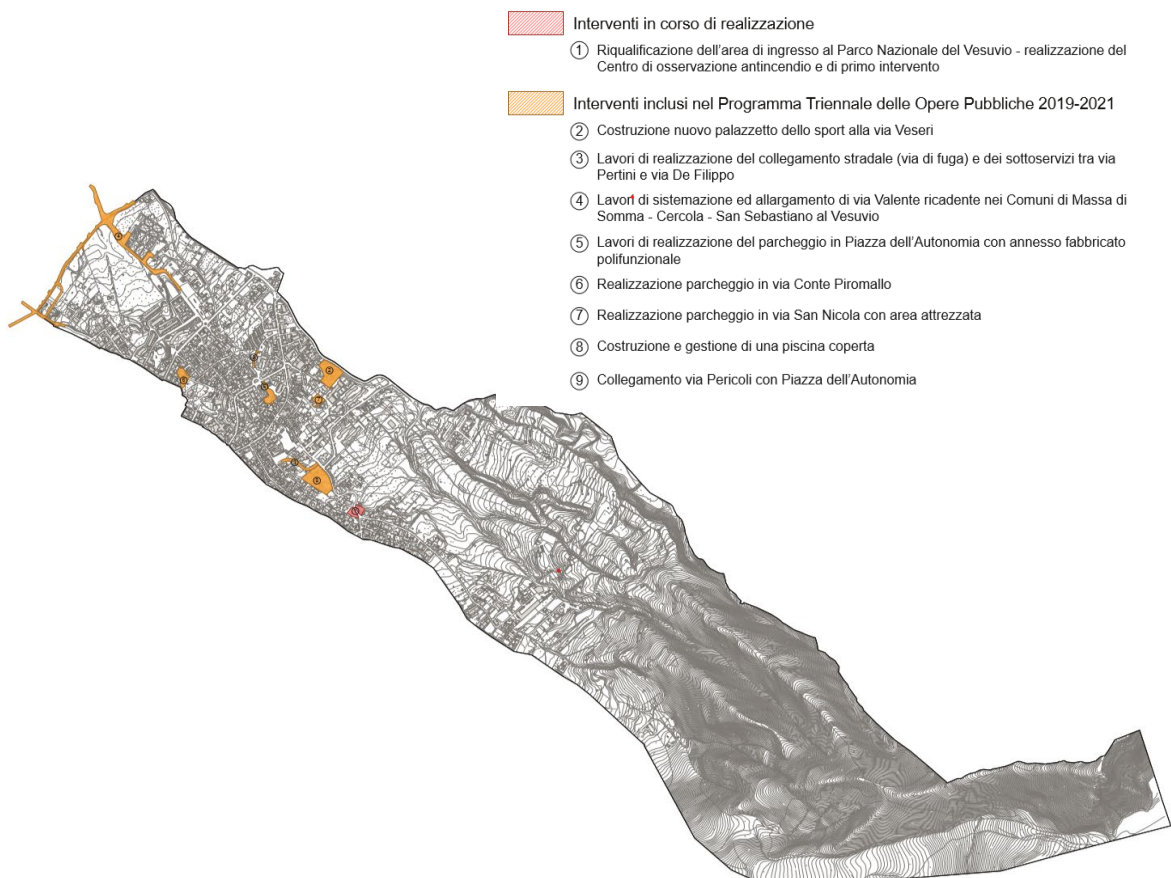 Interventi in corso di realizzazione
1 Riqualificazione dell'area di ingresso al Parco Nazionale del Vesuvio - realizzazione del
Centro di osservazione antincendio e di primo intervento
Interventi inclusi nel Programma Triennale delle Opere Pubbliche 2019-2021
2 Costruzione nuovo palazzetto dello sport alla via Veseri
3 Lavori di realizzazione del collegamento stradale (via di fuga) e dei sottoservizi tra via
Pertini e via De Filippo
4 Lavori di sistemazione ed allargamento di via Valente ricadente nei Comuni di Massa di
Somma - Cercola - San Sebastiano al Vesuvio
5 Lavori di realizzazione del parcheggio in Piazza dell'Autonomia con annesso fabbricato
polifunzionale
6 Realizzazione parcheggio in via Conte Piromallo
7 Realizzazione parcheggio in via San Nicola con area attrezzata
8 Costruzione e gestione di una piscina coperta
9 Collegamento via Pericoli con Piazza dell'Autonomia